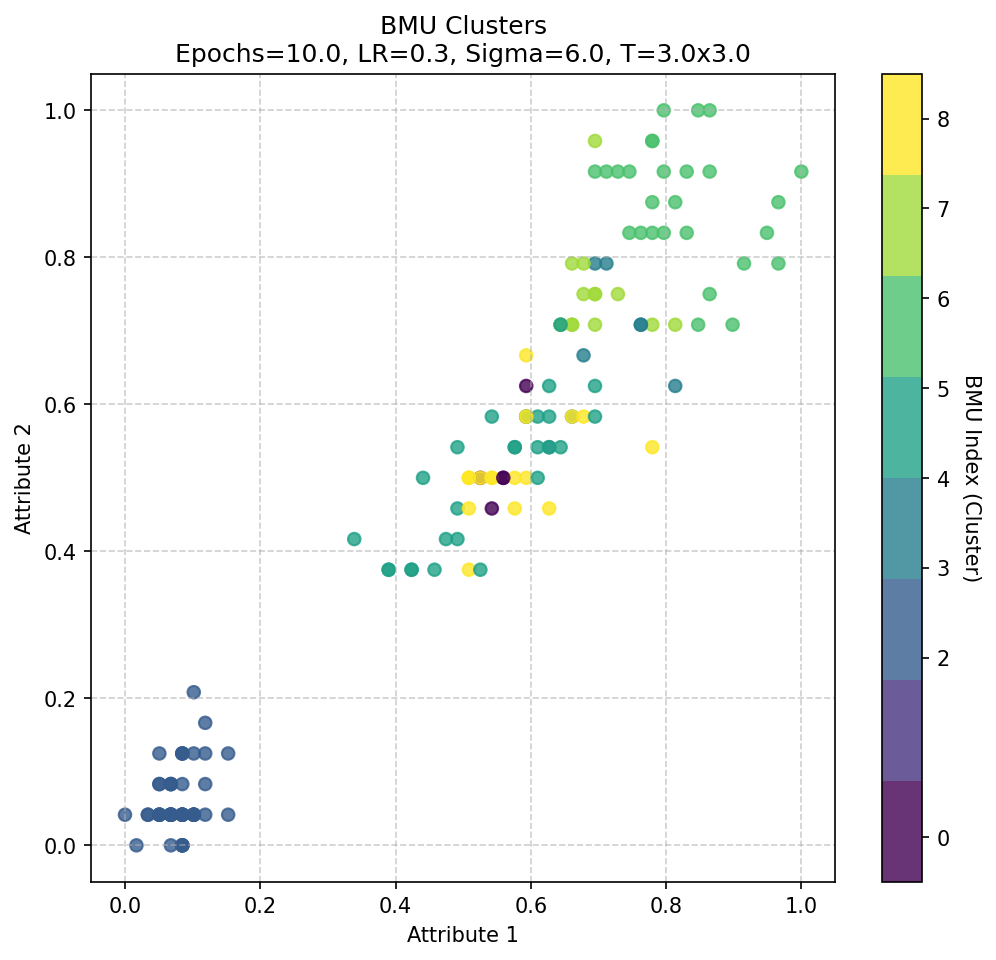 BMU Clusters
Epochs=10.0, LR=0.3, Sigma=6.0, T=3.0x3.0
1.0
0.8
0.6
0.4
0.2
0.0
Attribute 2
0.0 0.2 0.4 0.6 0.8 1.0
Attribute 1
8
7
6
5
4
3
2
0
BMU Index (Cluster)